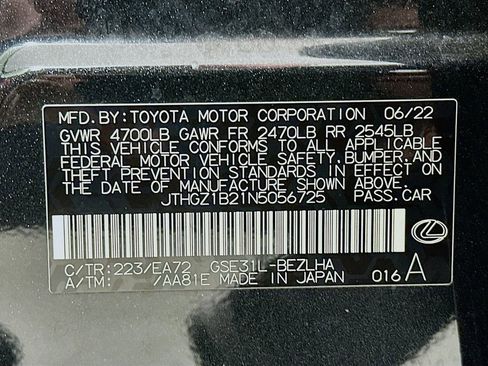 MFD. BY: TOYOTA MOTOR CORPORATION 06/22
GVWR 4700LB GAWR FR 2470LB RR 2545LB
THIS VEHICLE CONFORMS TO ALL APPLICABLE
FEDERAL MOTOR VEHICLE SAFETY, BUMPER, AND
THEFT PREVENTION STANDARDS IN EFFECT ON
THE DATE OF MANUFACTURE SHOWN ABOVE.
JTHGZ1B21N5056725 PASS. CAR
C/TR: 223/EA72 GSE31L-BEZLHA
A/TM: /AA81E MADE IN JAPAN 016 A